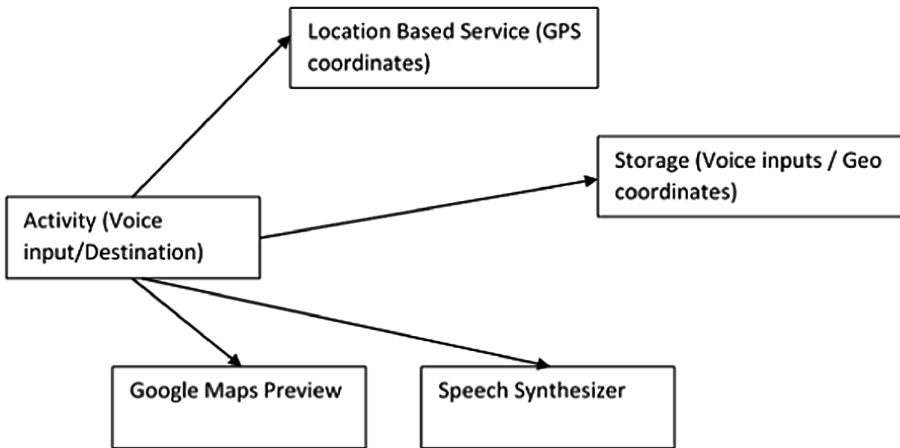 Location Based Service (GPS
coordinates)
Storage (Voice inputs / Geo
coordinates)
Activity (Voice
input/Destination)
Google Maps Preview
Speech Synthesizer